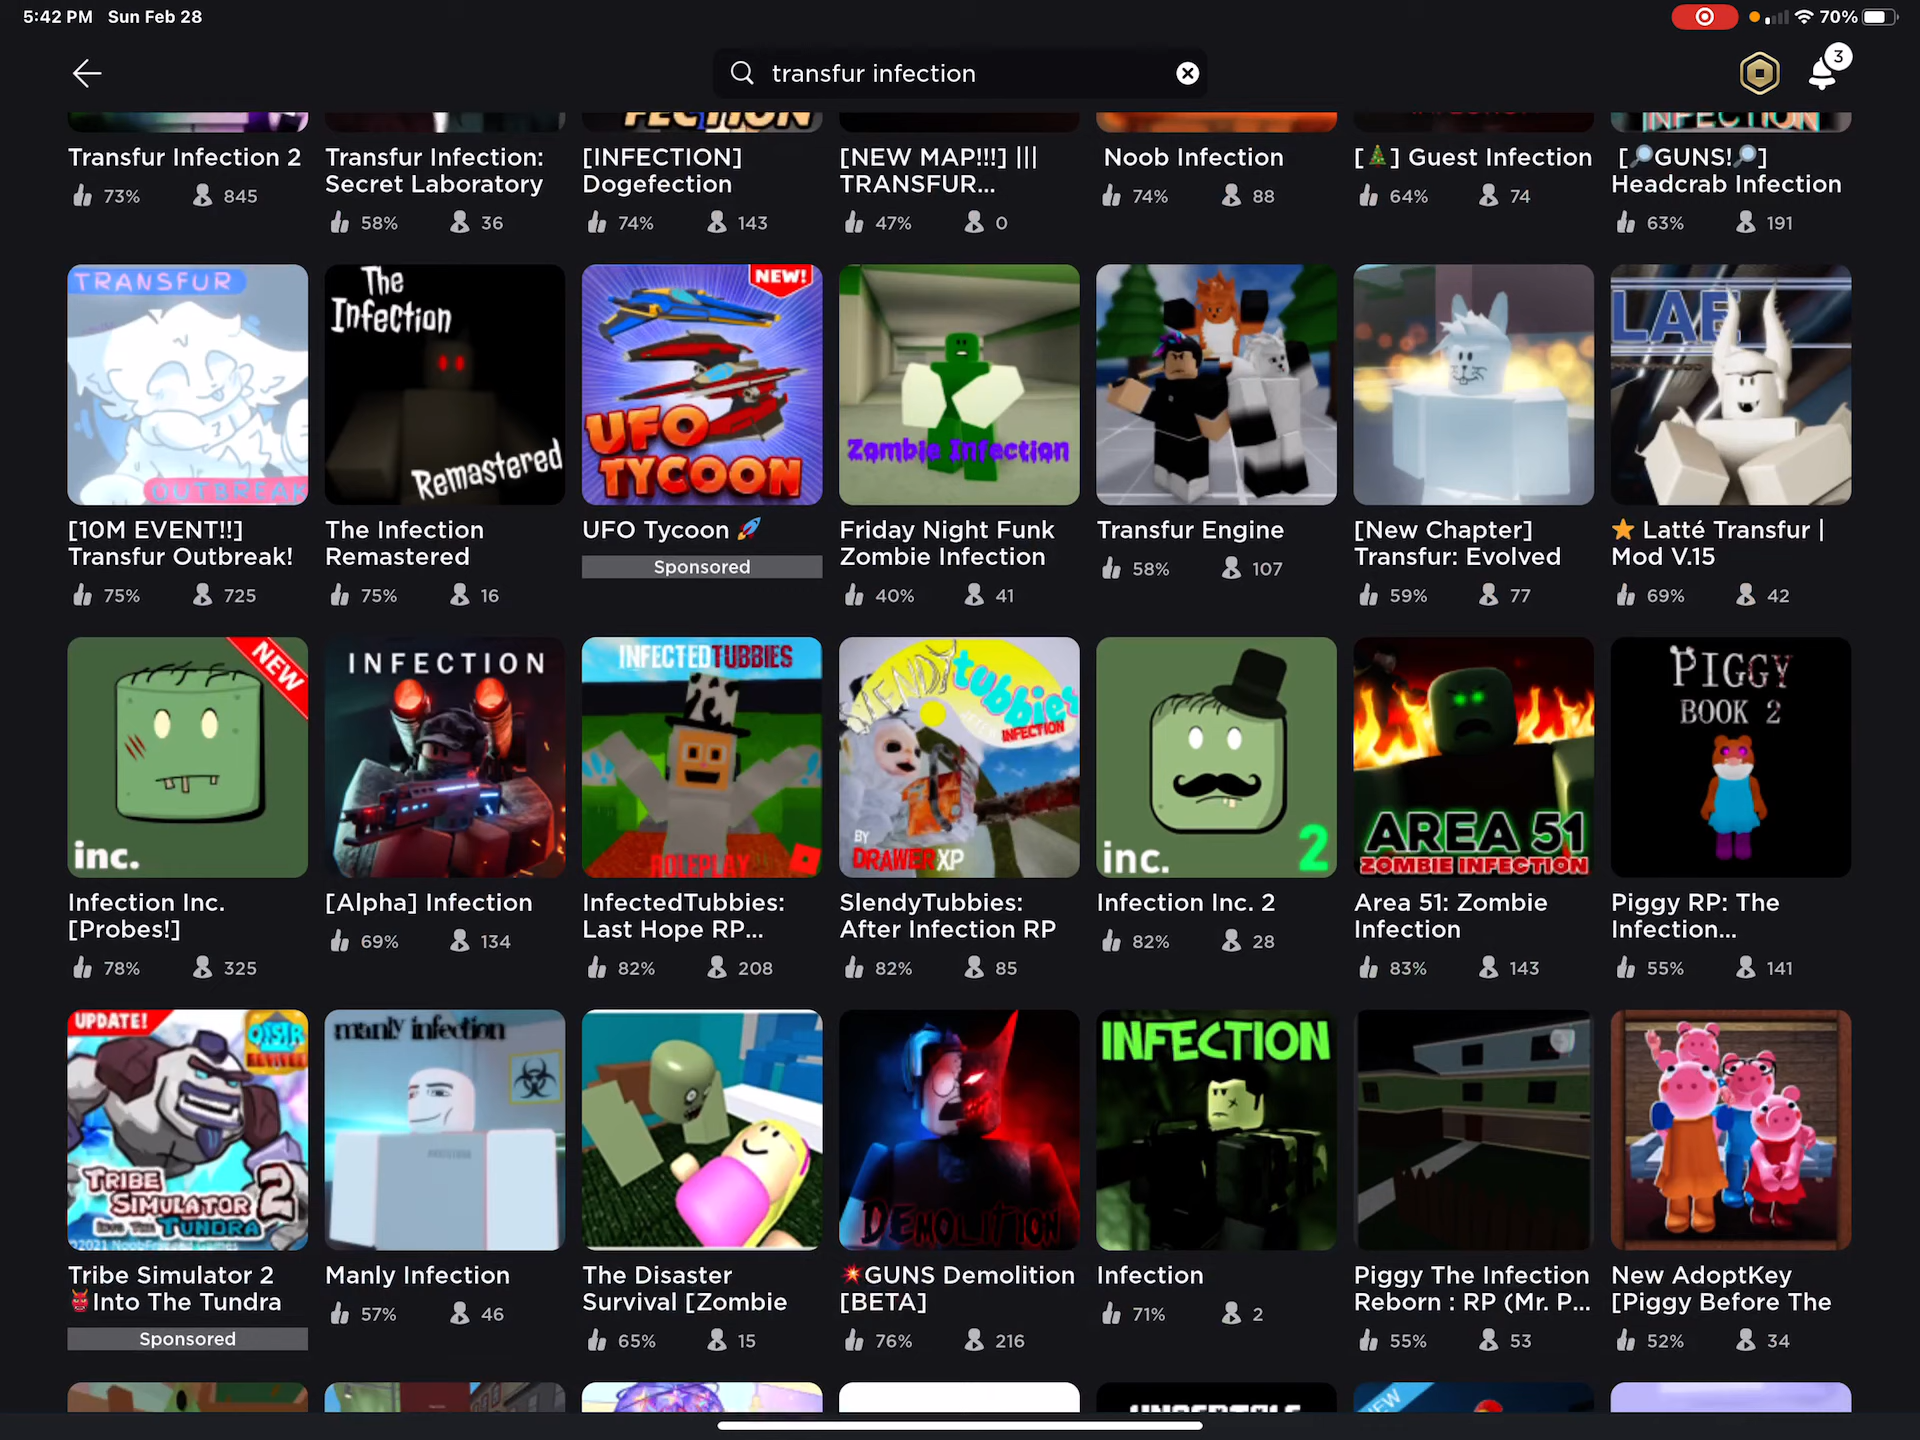 5:42 PM Sun Feb 28
70%
transfur infection
3
Transfur Infection 2
73% 845
Transfur Infection:
Secret Laboratory
58% 36
[INFECTION]
Dogefection
74% 143
[NEW MAP!!!] |||
TRANSFUR...
47% 0
Noob Infection
74% 88
[🎄] Guest Infection
64% 74
INFECTION
[🔎GUNS!🔎]
Headcrab Infection
63% 191
TRANSFUR
OUTBREAK
[10M EVENT!!]
Transfur Outbreak!
75% 725
The
Infection
Remastered
The Infection
Remastered
75% 16
NEW!
UFO
TYCOON
UFO Tycoon 🚀
Sponsored
Zombie Infection
Friday Night Funk
Zombie Infection
40% 41
Transfur Engine
58% 107
[New Chapter]
Transfur: Evolved
59% 77
LAE
⭐ Latté Transfur |
Mod V.15
69% 42
NEW
inc.
Infection Inc.
[Probes!]
78% 325
INFECTION
[Alpha] Infection
69% 134
INFECTEDTUBBIES
ROLEPLAY
InfectedTubbies:
Last Hope RP...
82% 208
SLENDYtubbies
INFECTION
BY
DRAWERXP
SlendyTubbies:
After Infection RP
82% 85
inc. 2
Infection Inc. 2
82% 28
AREA 51
ZOMBIE INFECTION
Area 51: Zombie
Infection
83% 143
PIGGY
BOOK 2
Piggy RP: The
Infection...
55% 141
UPDATE!
TRIBE
SIMULATOR 2
INTO THE TUNDRA
Tribe Simulator 2
👹Into The Tundra
Sponsored
manly infection
Manly Infection
57% 46
The Disaster
Survival [Zombie
65% 15
DEMOLITION
💥GUNS Demolition
[BETA]
76% 216
INFECTION
Infection
71% 2
Piggy The Infection
Reborn : RP (Mr. P...
55% 53
New AdoptKey
[Piggy Before The
52% 34